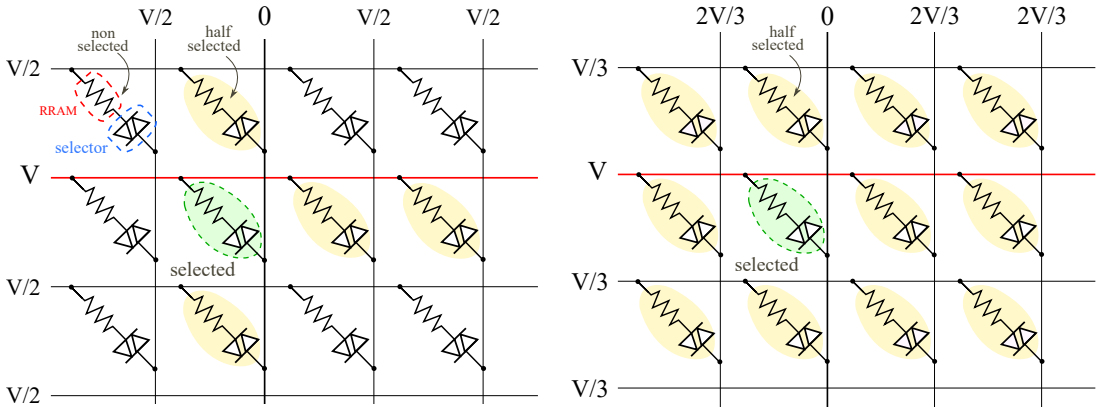 V/2 0 V/2 V/2
non
selected
half
selected
V/2
RRAM
selector
V
selected
V/2
V/2
2V/3 0 2V/3 2V/3
half
selected
V/3
V
selected
V/3
V/3